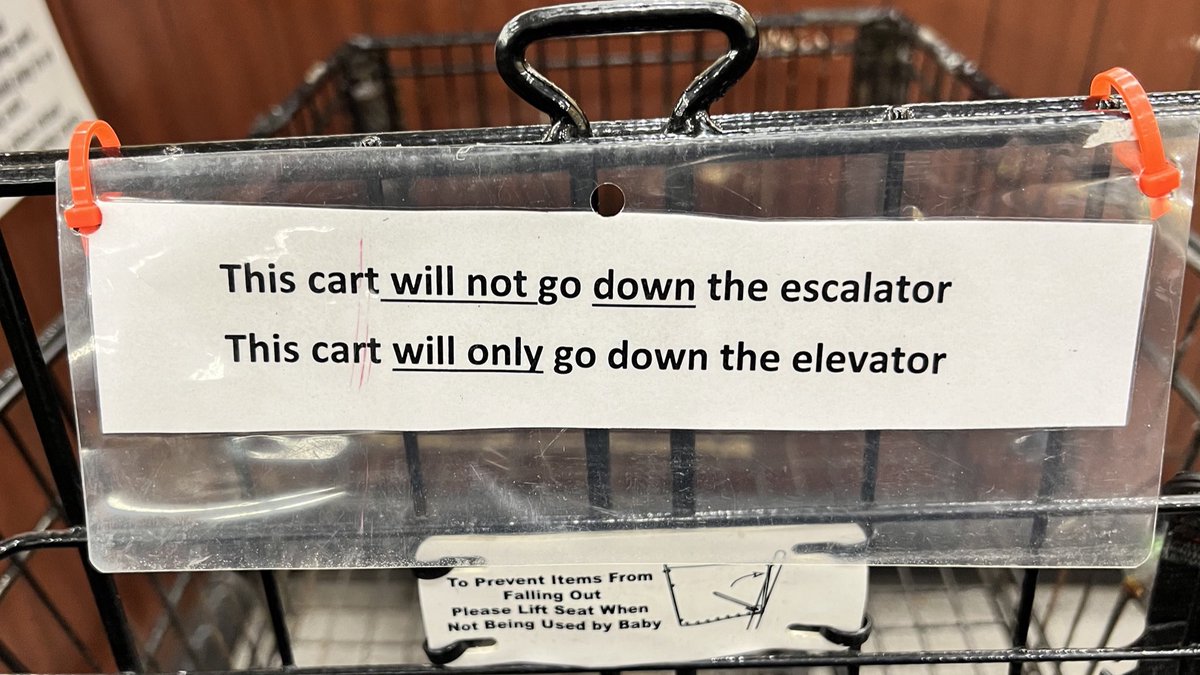 This cart will not go down the escalator
This cart will only go down the elevator
To Prevent Items From
Falling Out
Please Lift Seat When
Not Being Used by Baby